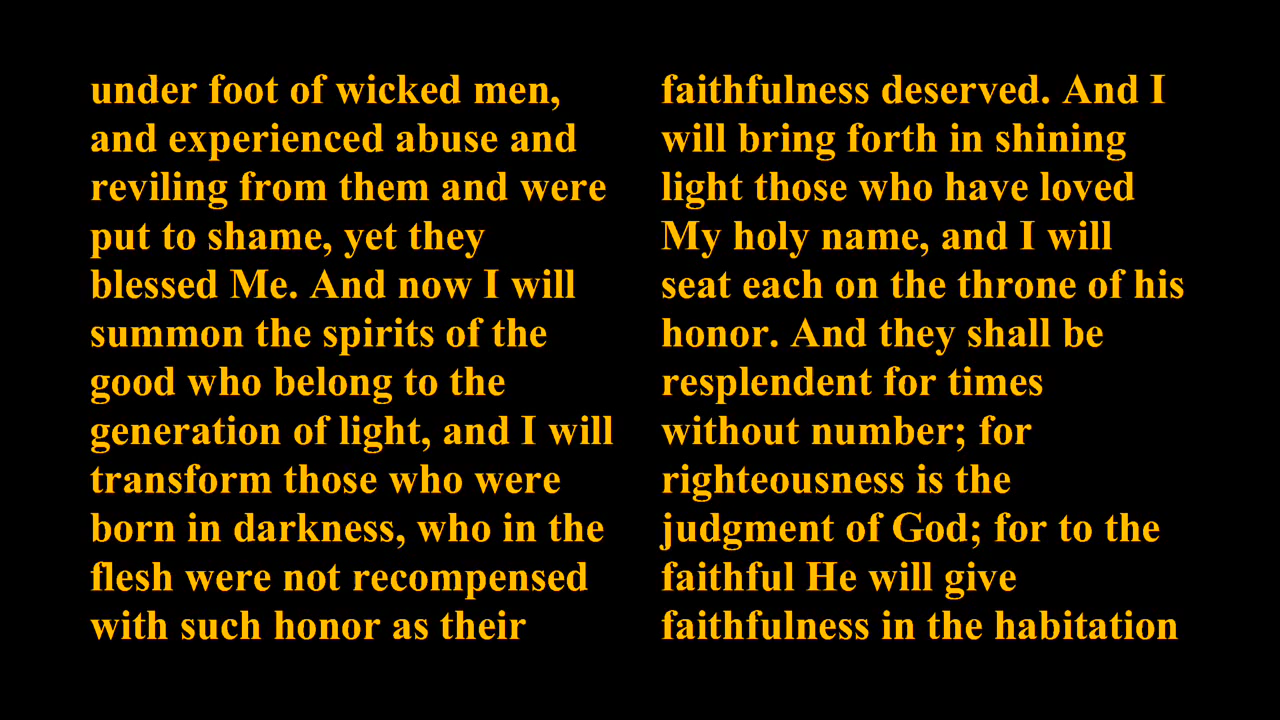 under foot of wicked men,
and experienced abuse and
reviling from them and were
put to shame, yet they
blessed Me. And now I will
summon the spirits of the
good who belong to the
generation of light, and I will
transform those who were
born in darkness, who in the
flesh were not recompensed
with such honor as their
faithfulness deserved. And I
will bring forth in shining
light those who have loved
My holy name, and I will
seat each on the throne of his
honor. And they shall be
resplendent for times
without number; for
righteousness is the
judgment of God; for to the
faithful He will give
faithfulness in the habitation